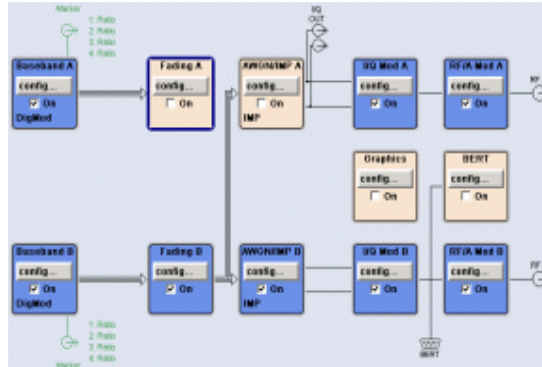 Marker
1: Ratio
2: Ratio
3: Ratio
4: Ratio
I/Q
OUT
Baseband A
config...
On
DigMod
Fading A
config...
On
AWGN/IMP A
config...
On
IMP
I/Q Mod A
config...
On
RF/A Mod A
config...
On
RF
Graphics
config...
On
BERT
config...
On
Baseband B
config...
On
DigMod
Fading B
config...
On
AWGN/IMP B
config...
On
IMP
I/Q Mod B
config...
On
RF/A Mod B
config...
On
RF
1: Ratio
2: Ratio
3: Ratio
4: Ratio
Marker
BERT